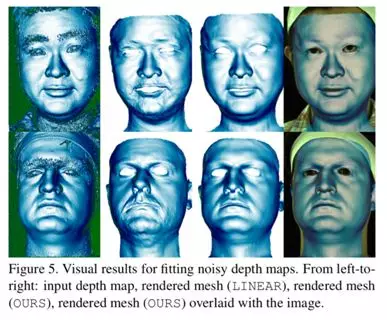 Figure 5. Visual results for fitting noisy depth maps. From left-to-
right: input depth map, rendered mesh (LINEAR), rendered mesh
(OURS), rendered mesh (OURS) overlaid with the image.